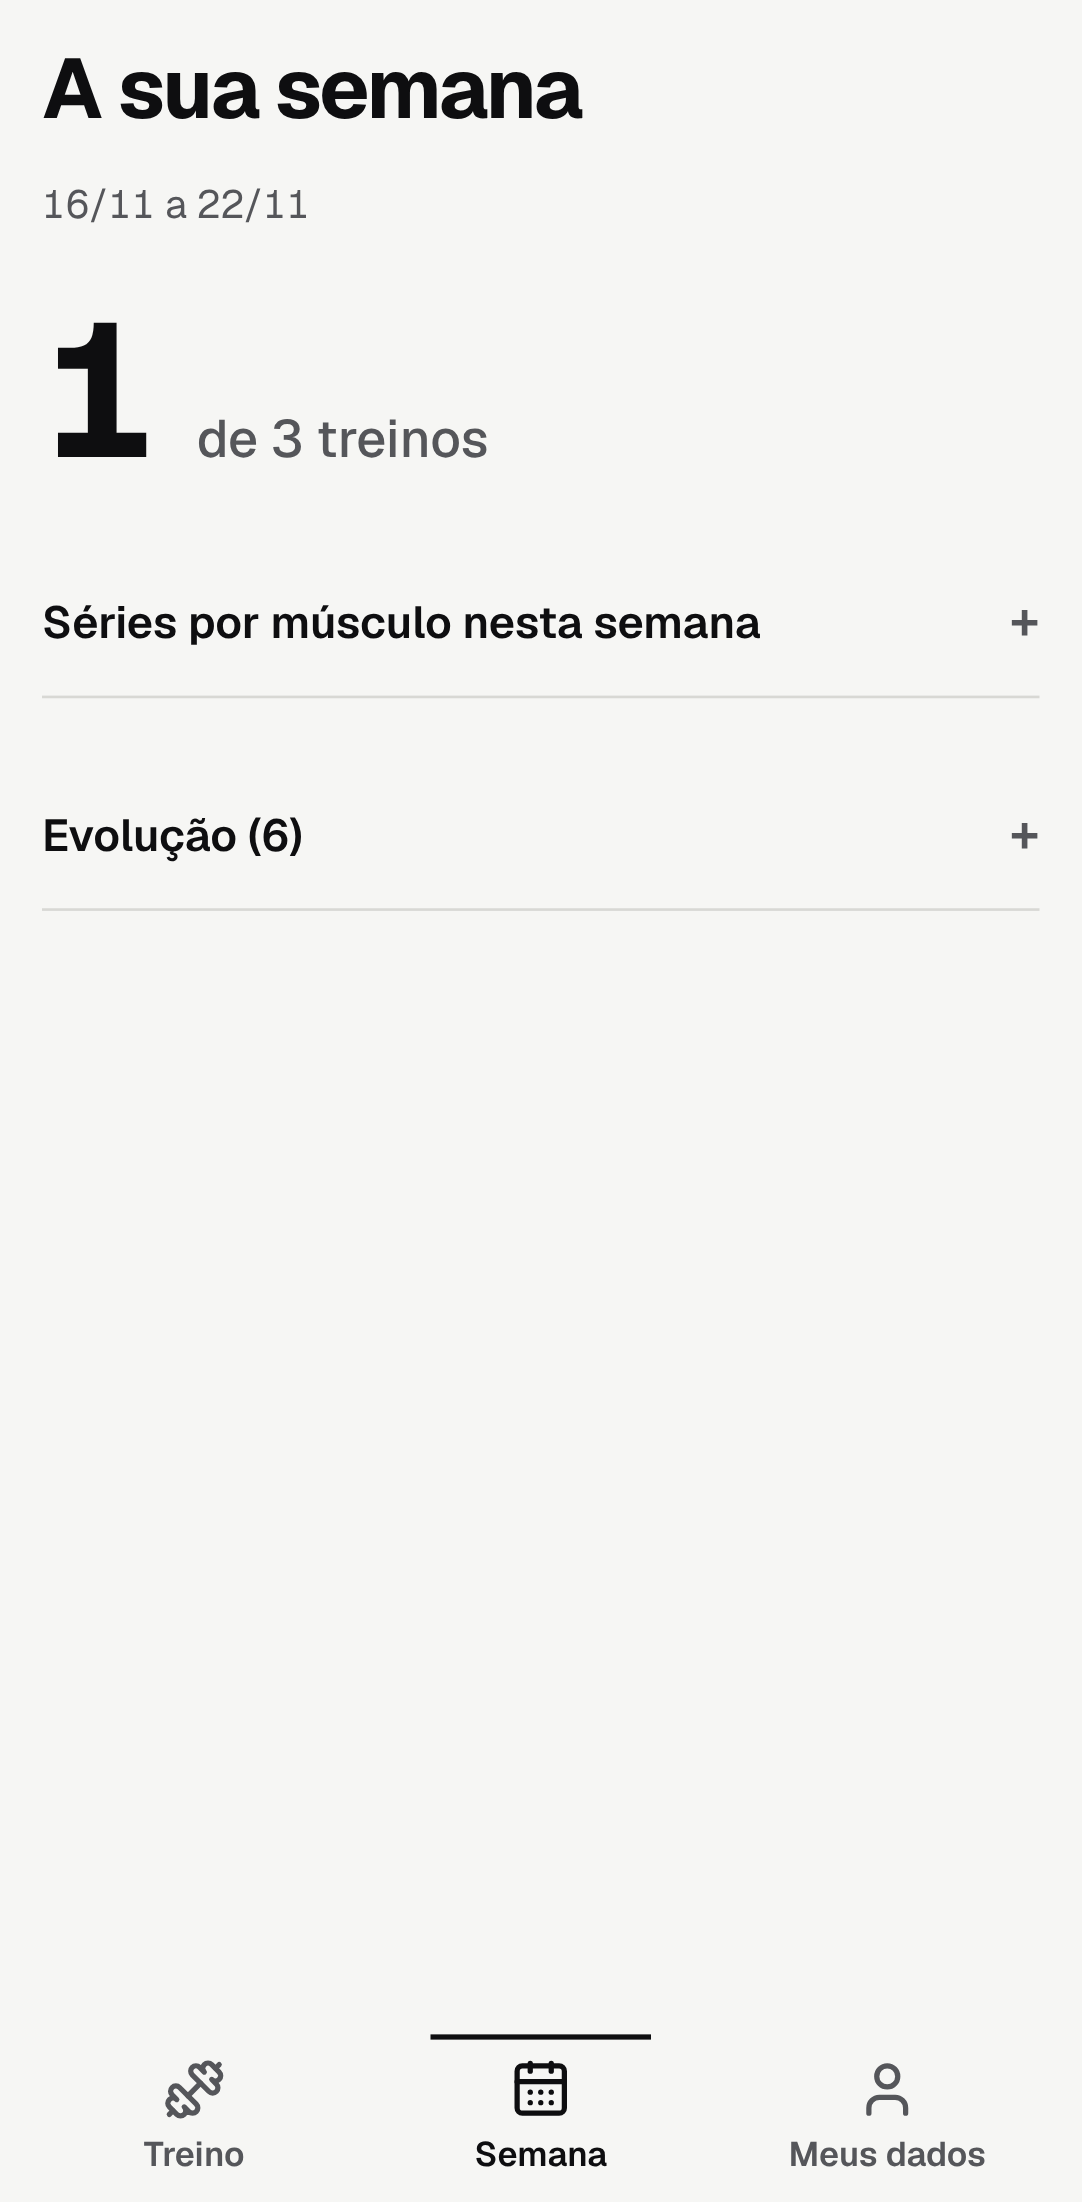 A sua semana
16/11 a 22/11
1 de 3 treinos
Séries por músculo nesta semana +
Evolução (6) +
Treino Semana Meus dados